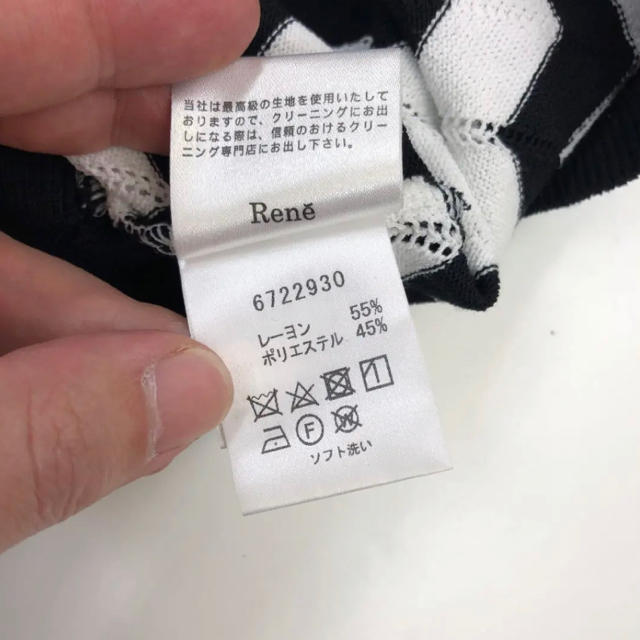 当社は最高級の生地を使用いたして
おりますので、クリーニングにお出
しになる際は、信頼のおけるクリー
ニング専門店にお出し下さい。
Renĕ
6722930
レーヨン 55%
ポリエステル 45%
F
W
ソフト洗い